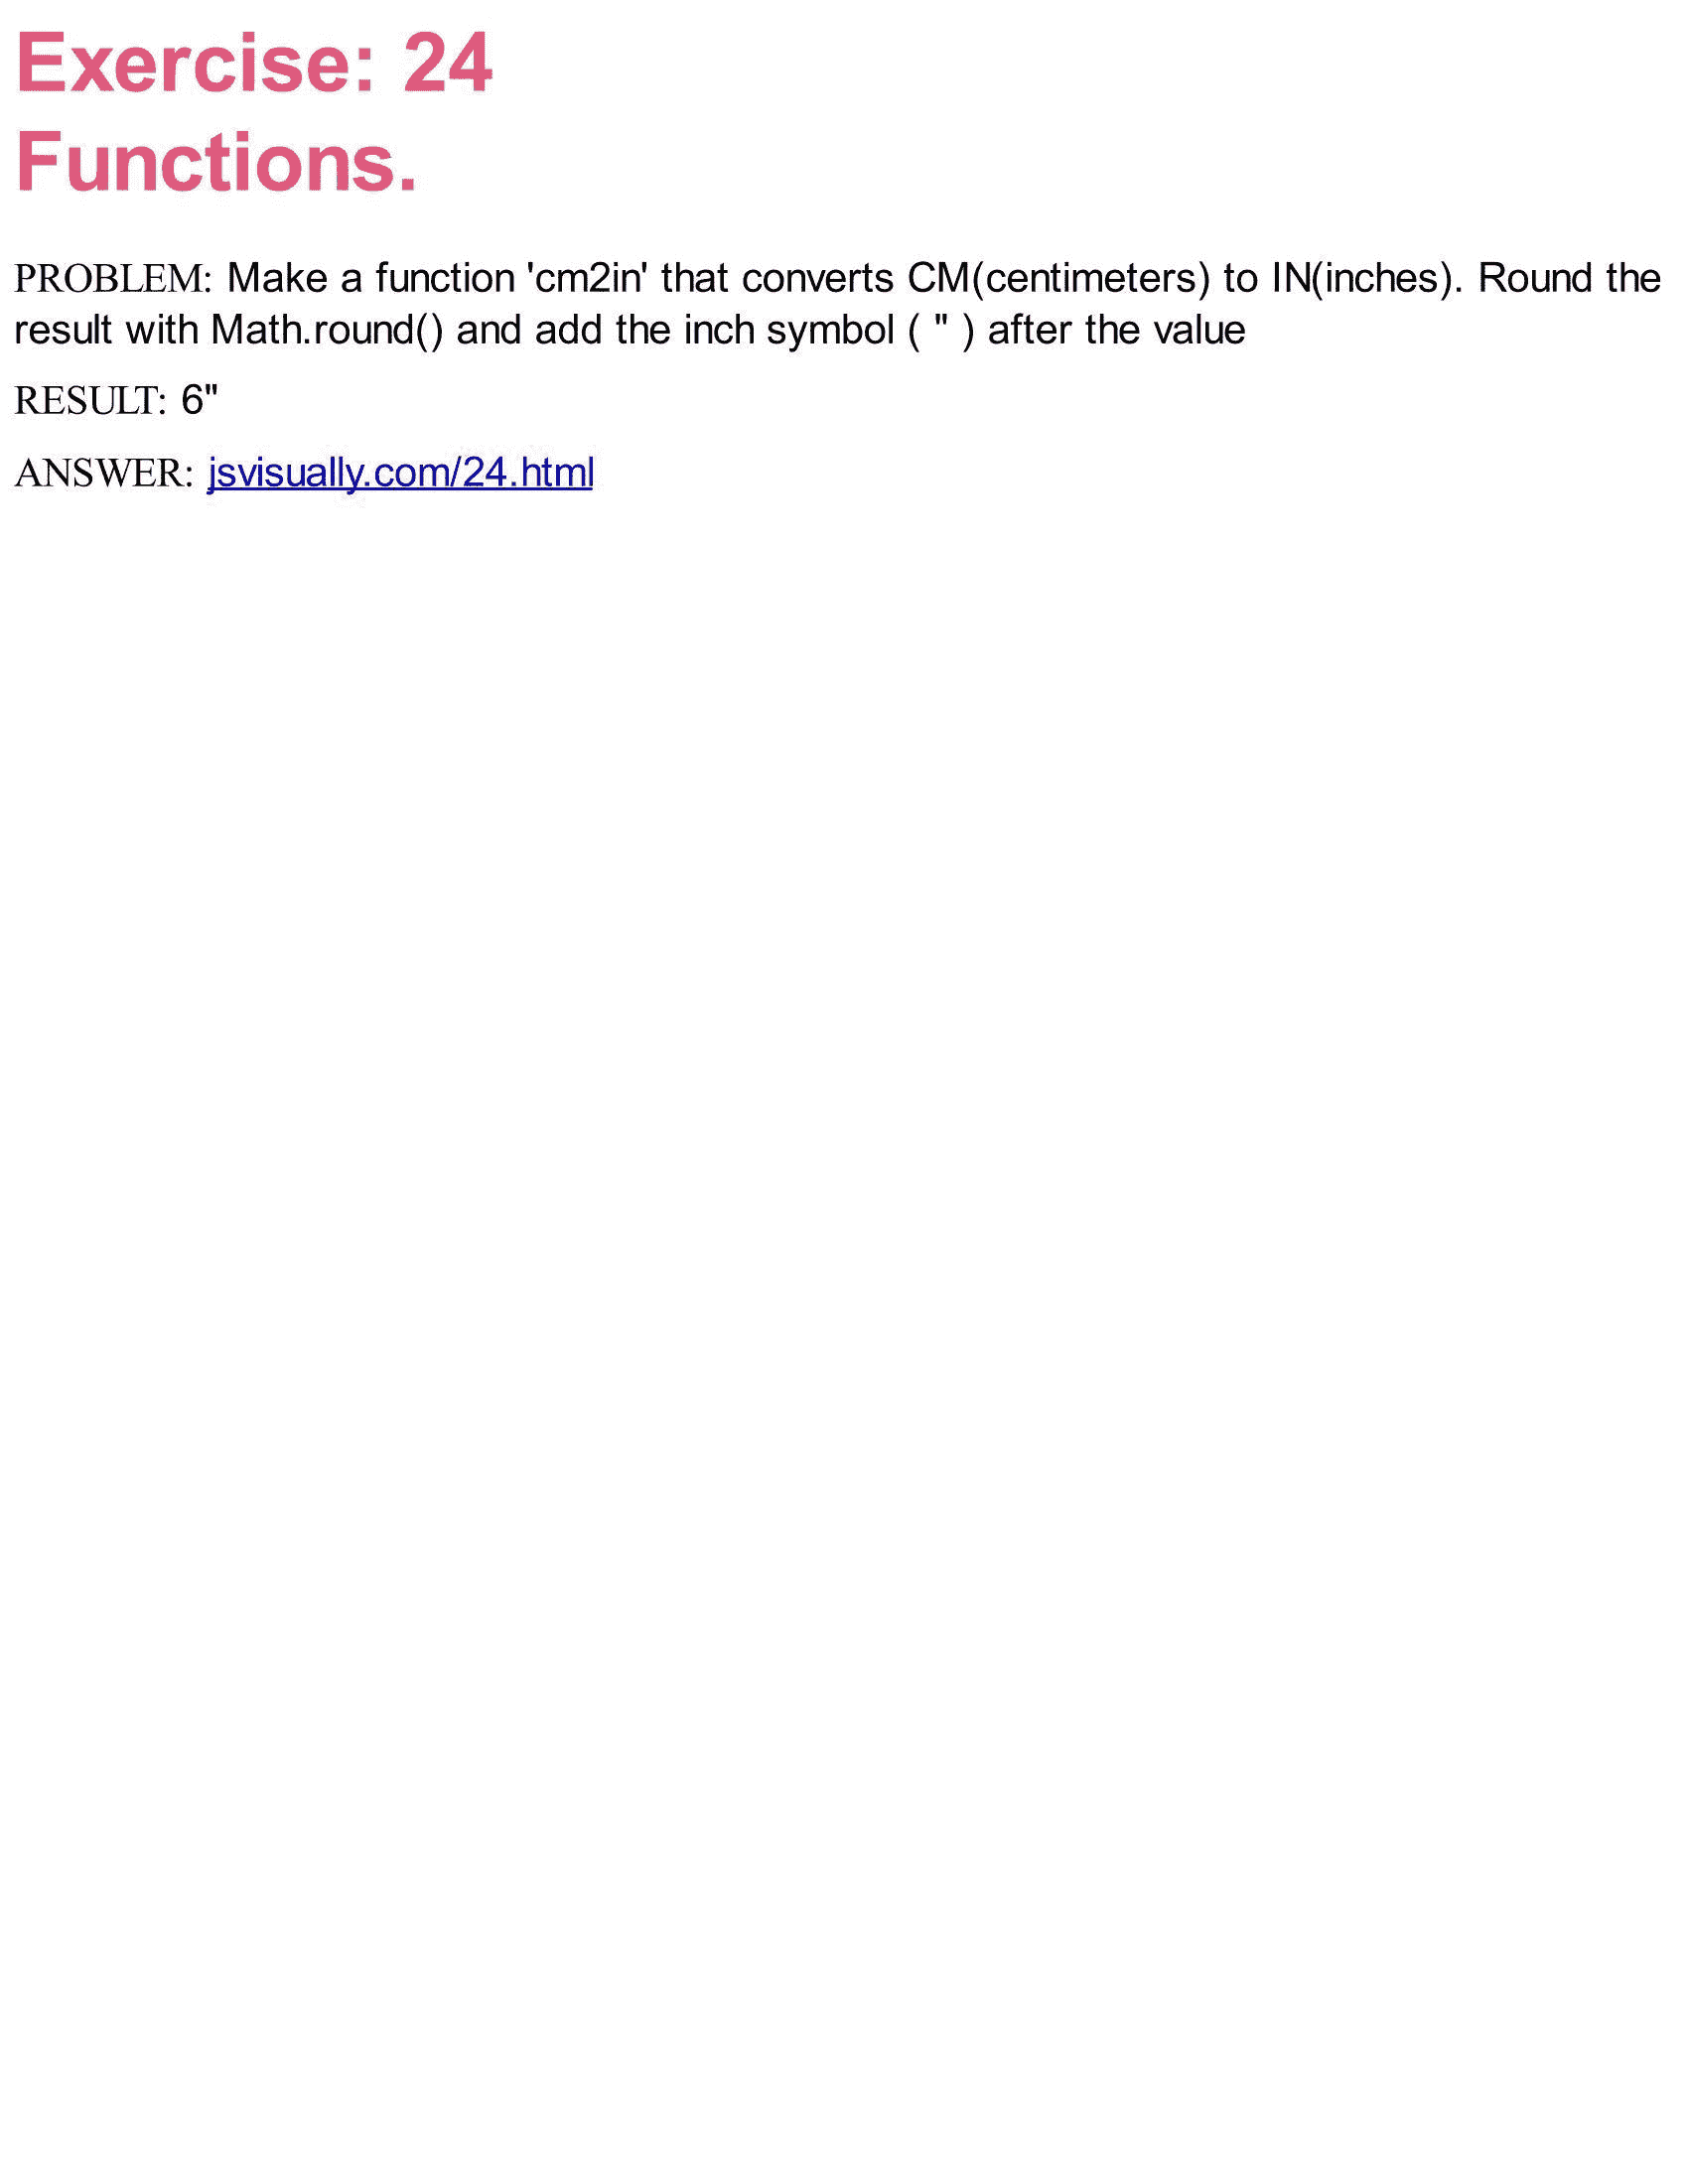 Exercise: 24
Functions.
PROBLEM: Make a function 'cm2in' that converts CM(centimeters) to IN(inches). Round the
result with Math.round() and add the inch symbol ( " ) after the value
RESULT: 6"
ANSWER: jsvisually.com/24.html